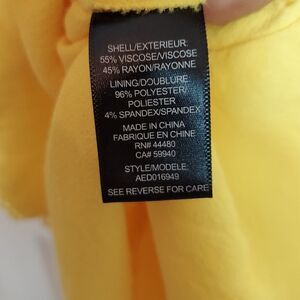 SHELL/EXTERIEUR:
55% VISCOSE/VISCOSE
45% RAYON/RAYONNE
LINING/DOUBLURE:
96% POLYESTER/
POLIESTER
4% SPANDEX/SPANDEX
MADE IN CHINA
FABRIQUE EN CHINE
RN# 44480
CA# 59940
STYLE/MODELE:
AED016949
SEE REVERSE FOR CARE